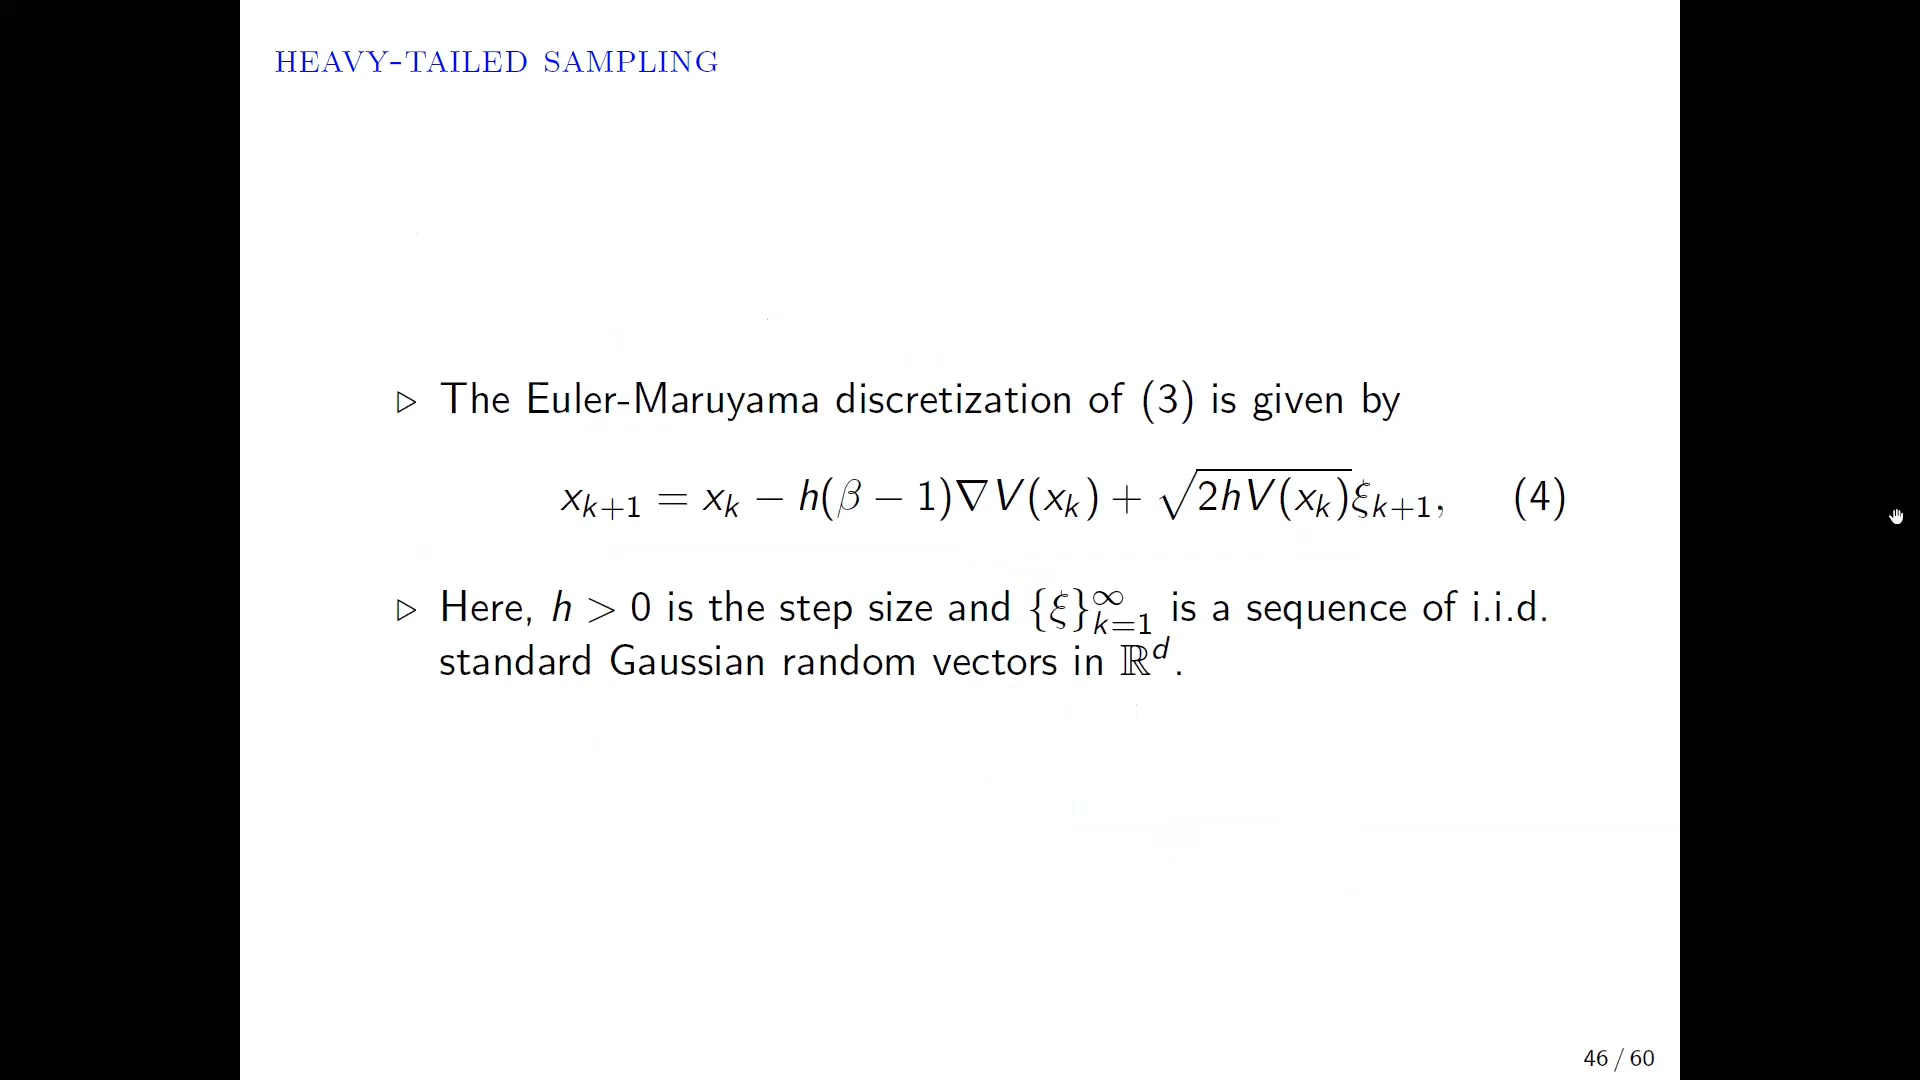 HEAVY-TAILED SAMPLING
▷ The Euler-Maruyama discretization of (3) is given by
x_{k+1} = x_k − h(β − 1)∇V(x_k) + √(2hV(x_k)) ξ_{k+1}, (4)
▷ Here, h > 0 is the step size and {ξ}_{k=1}^∞ is a sequence of i.i.d.
standard Gaussian random vectors in ℝ^d.
46 / 60